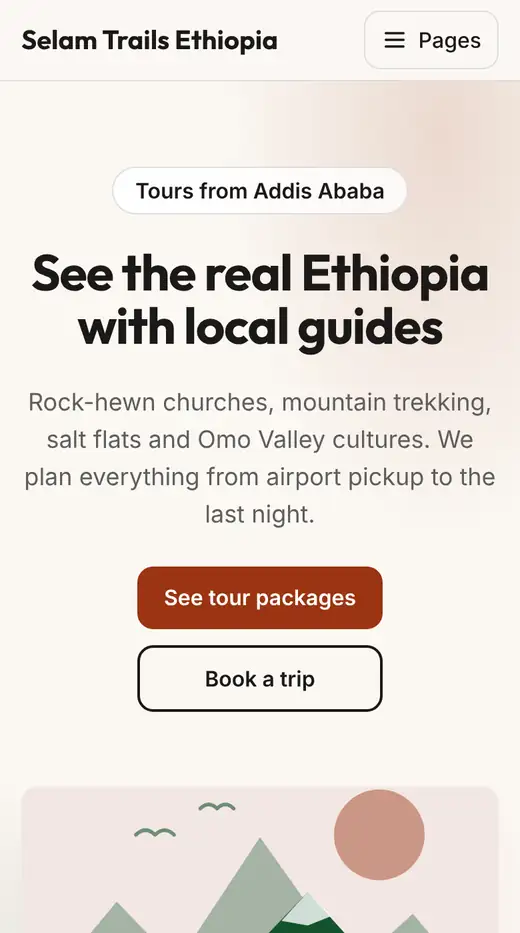 Selam Trails Ethiopia
Pages
Tours from Addis Ababa
See the real Ethiopia
with local guides
Rock-hewn churches, mountain trekking,
salt flats and Omo Valley cultures. We
plan everything from airport pickup to the
last night.
See tour packages
Book a trip